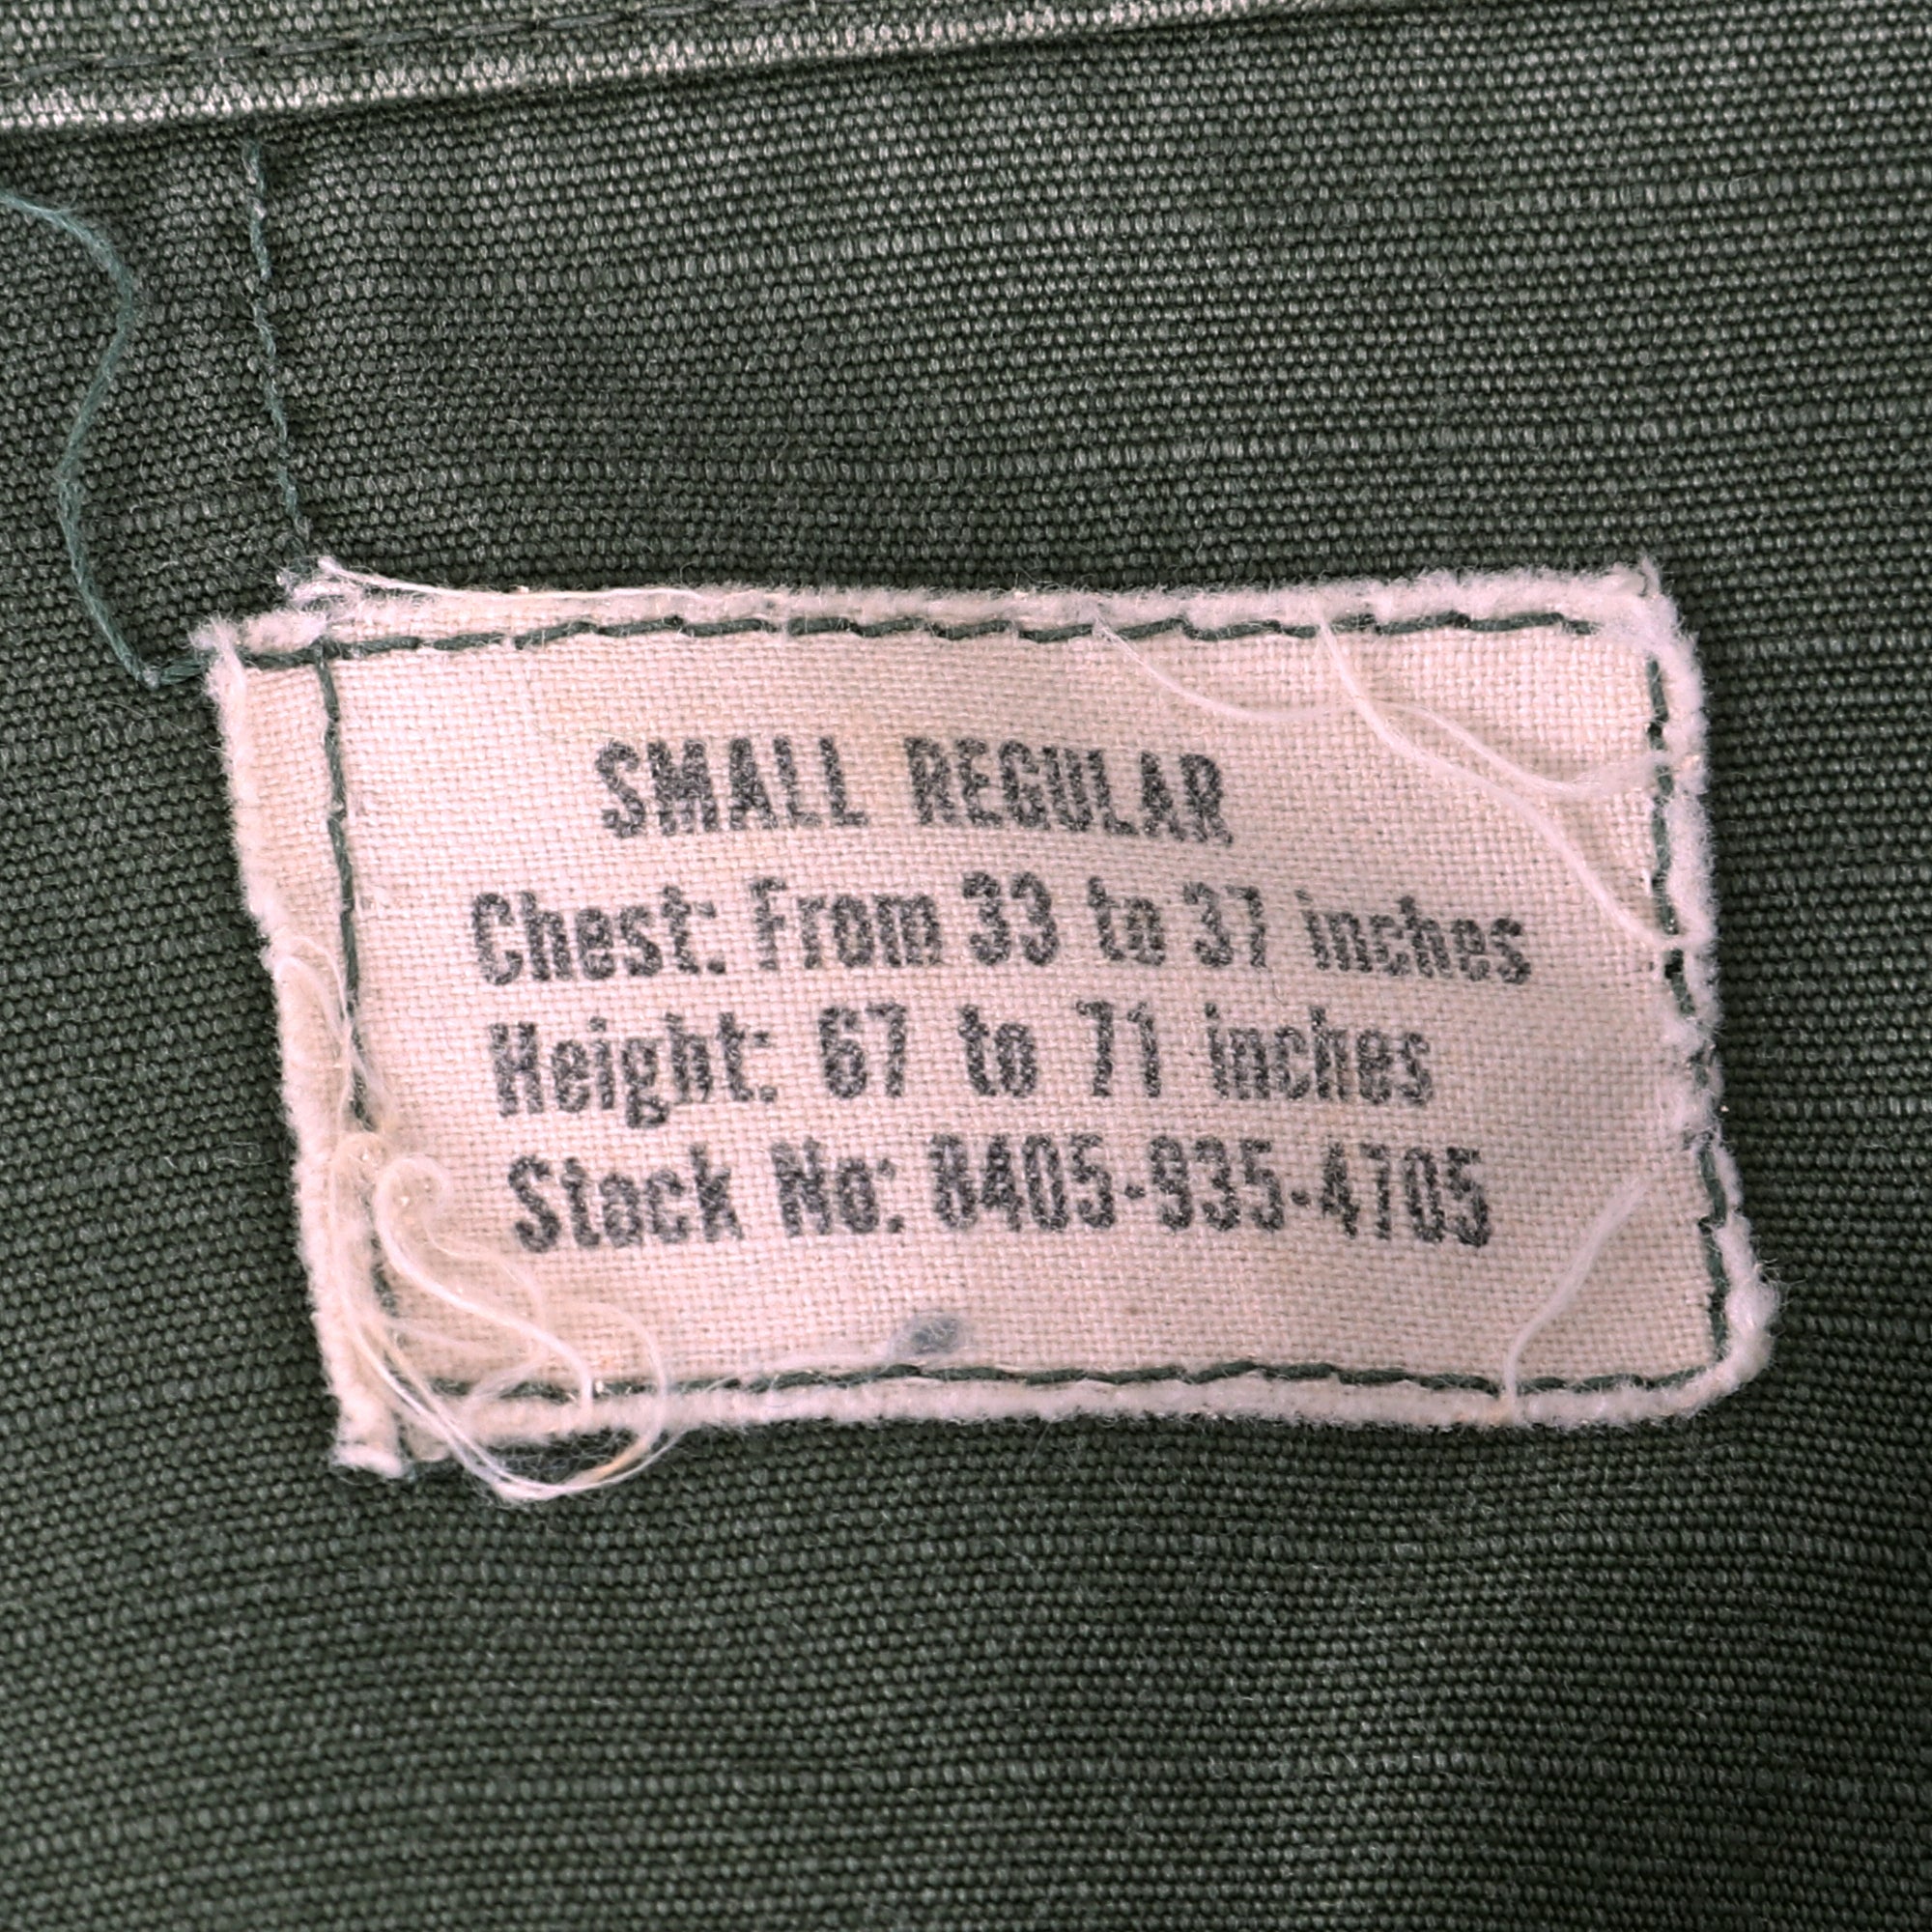 SMALL REGULAR
Chest: From 33 to 37 inches
Height: 67 to 71 inches
Stock No: 8405-935-4705